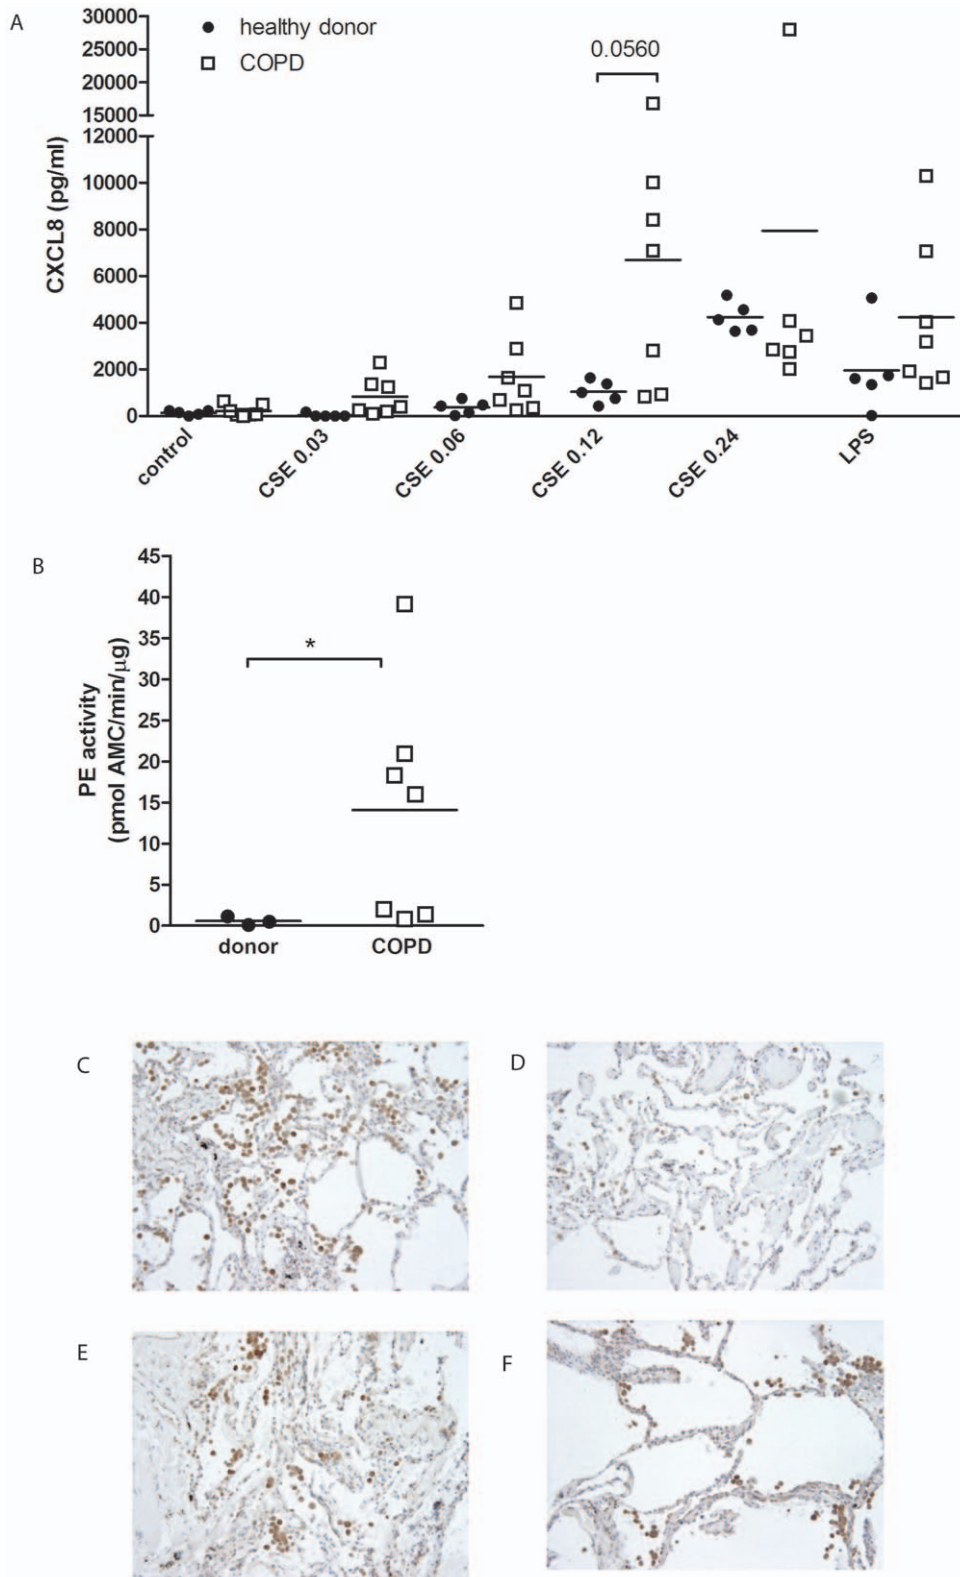 A
30000
25000
20000
15000
12000
10000
8000
6000
4000
2000
0
CXCL8 (pg/ml)
healthy donor
COPD
0.0560
control
CSE 0.03
CSE 0.06
CSE 0.12
CSE 0.24
LPS
B
45
40
35
30
25
20
15
10
5
0
PE activity
(pmol AMC/min/μg)
*
donor
COPD
C
D
E
F